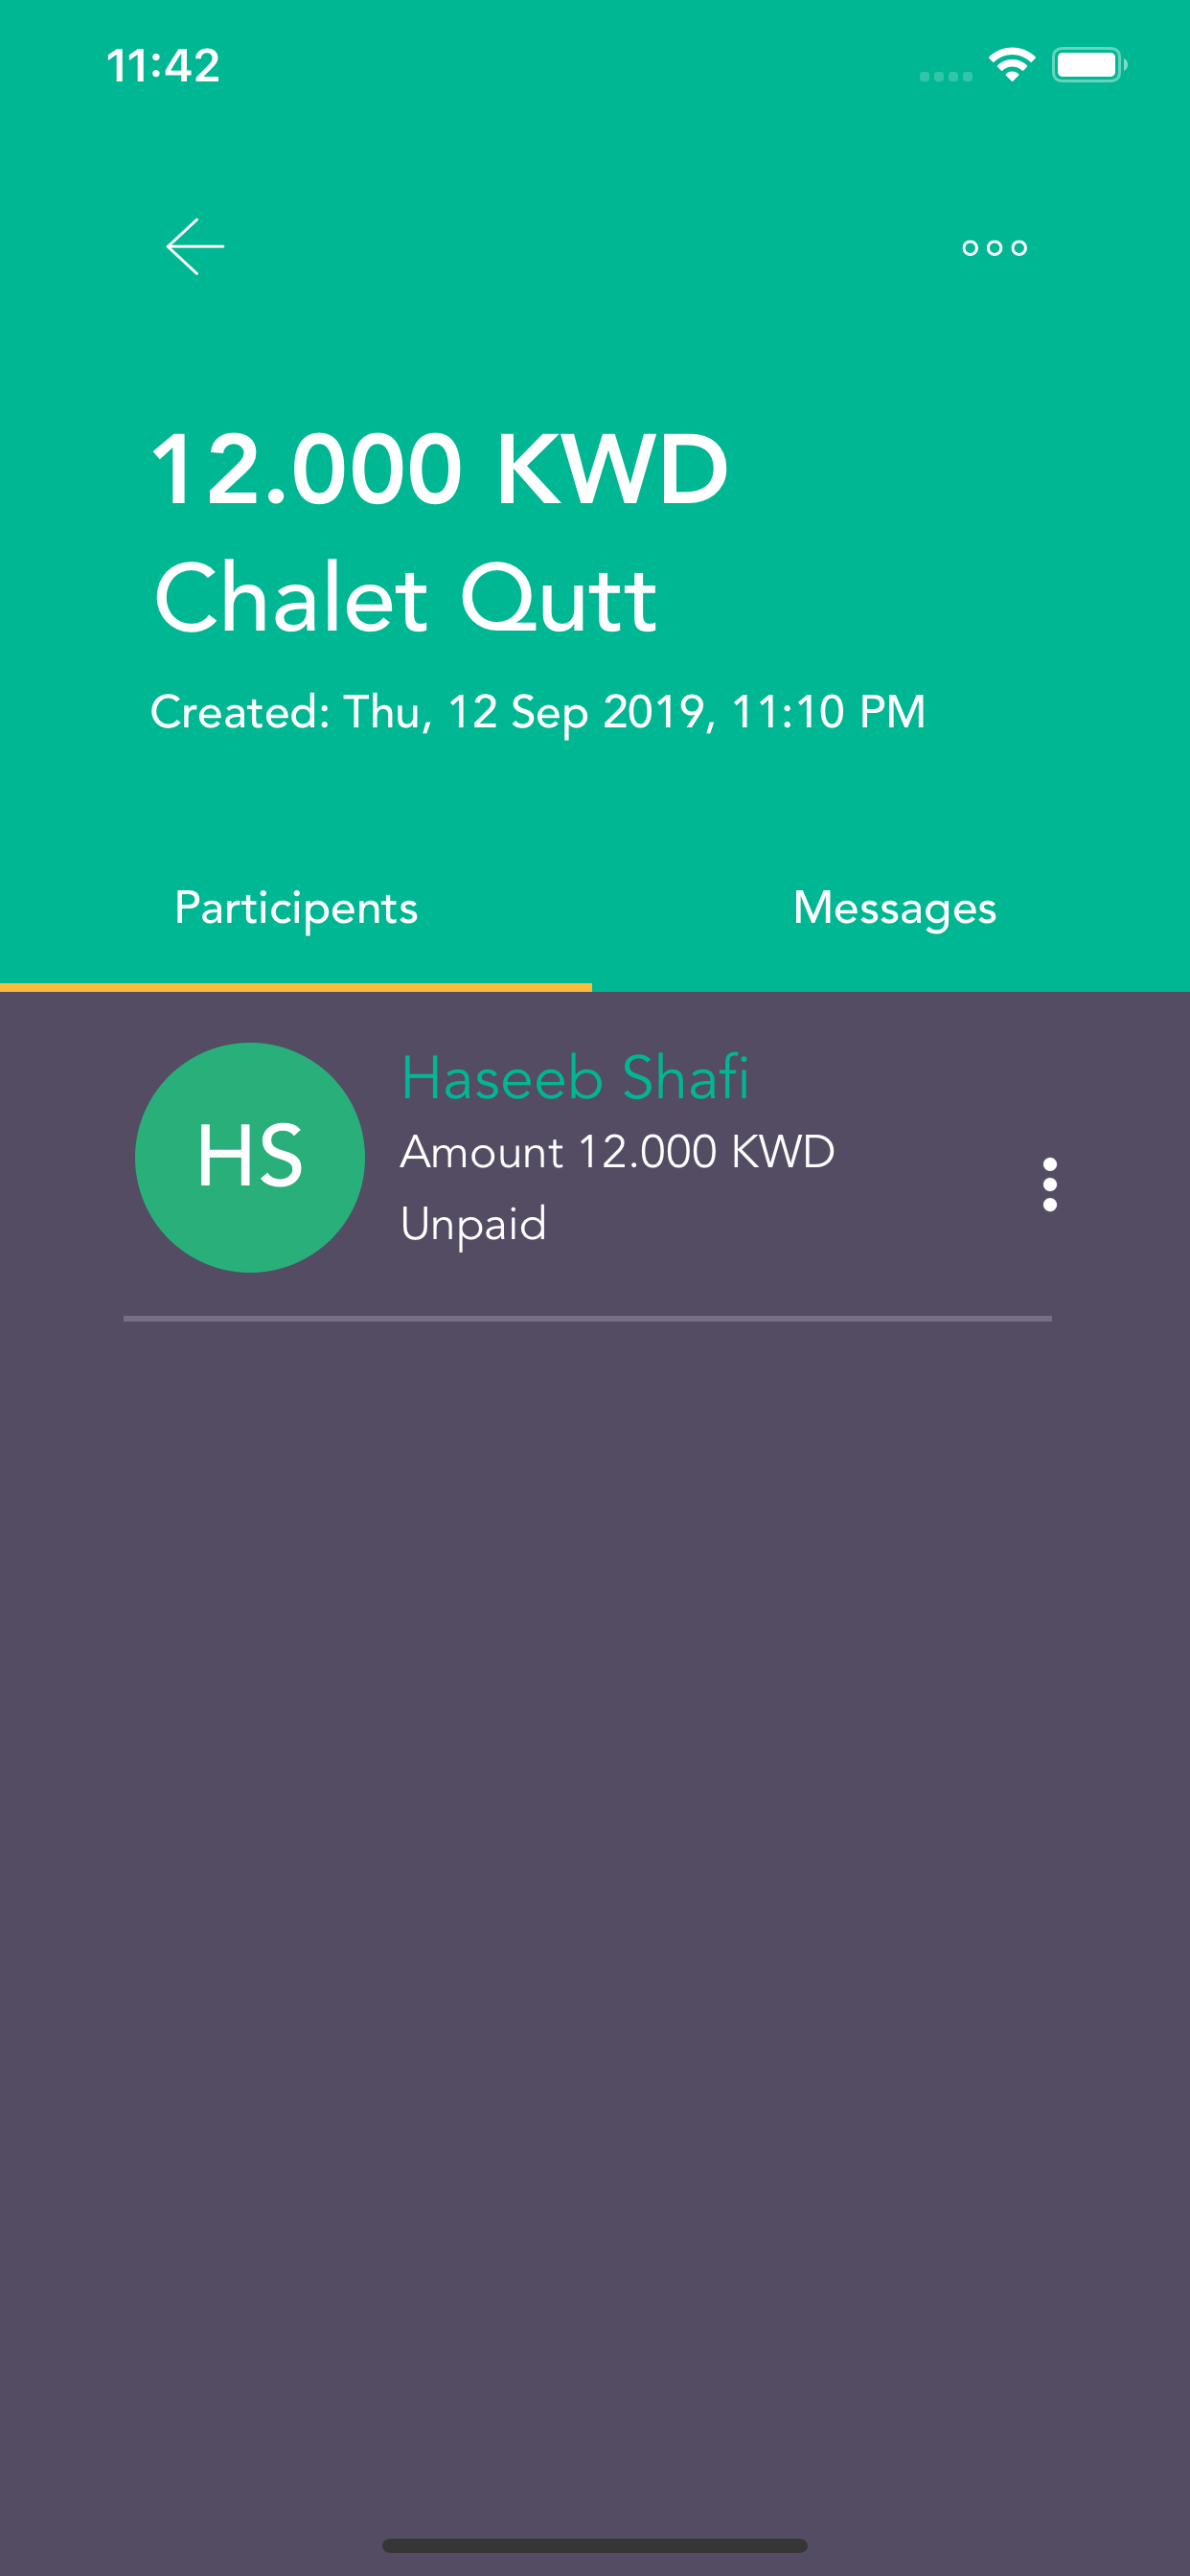 11:42
12.000 KWD
Chalet Qutt
Created: Thu, 12 Sep 2019, 11:10 PM
Participents
Messages
HS
Haseeb Shafi
Amount 12.000 KWD
Unpaid